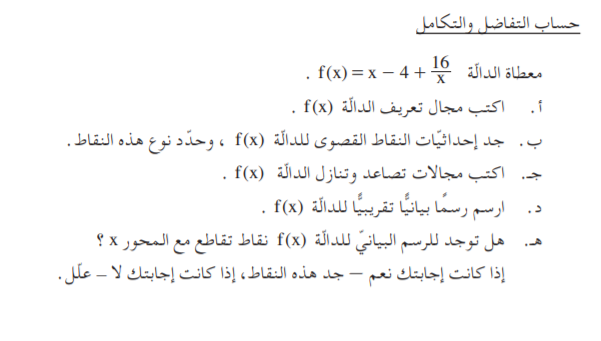 حساب التفاضل والتكامل
معطاة الدالّة f(x) = x − 4 + 16/x .
أ. اكتب مجال تعريف الدالّة f(x) .
ب. جد إحداثيّات النقاط القصوى للدالّة f(x) ، وحدّد نوع هذه النقاط.
جـ. اكتب مجالات تصاعد وتنازل الدالّة f(x) .
د. ارسم رسمًا بيانيًّا تقريبيًّا للدالّة f(x) .
هـ. هل توجد للرسم البيانيّ للدالّة f(x) نقاط تقاطع مع المحور x ؟
إذا كانت إجابتك نعم – جد هذه النقاط، إذا كانت إجابتك لا – علّل.